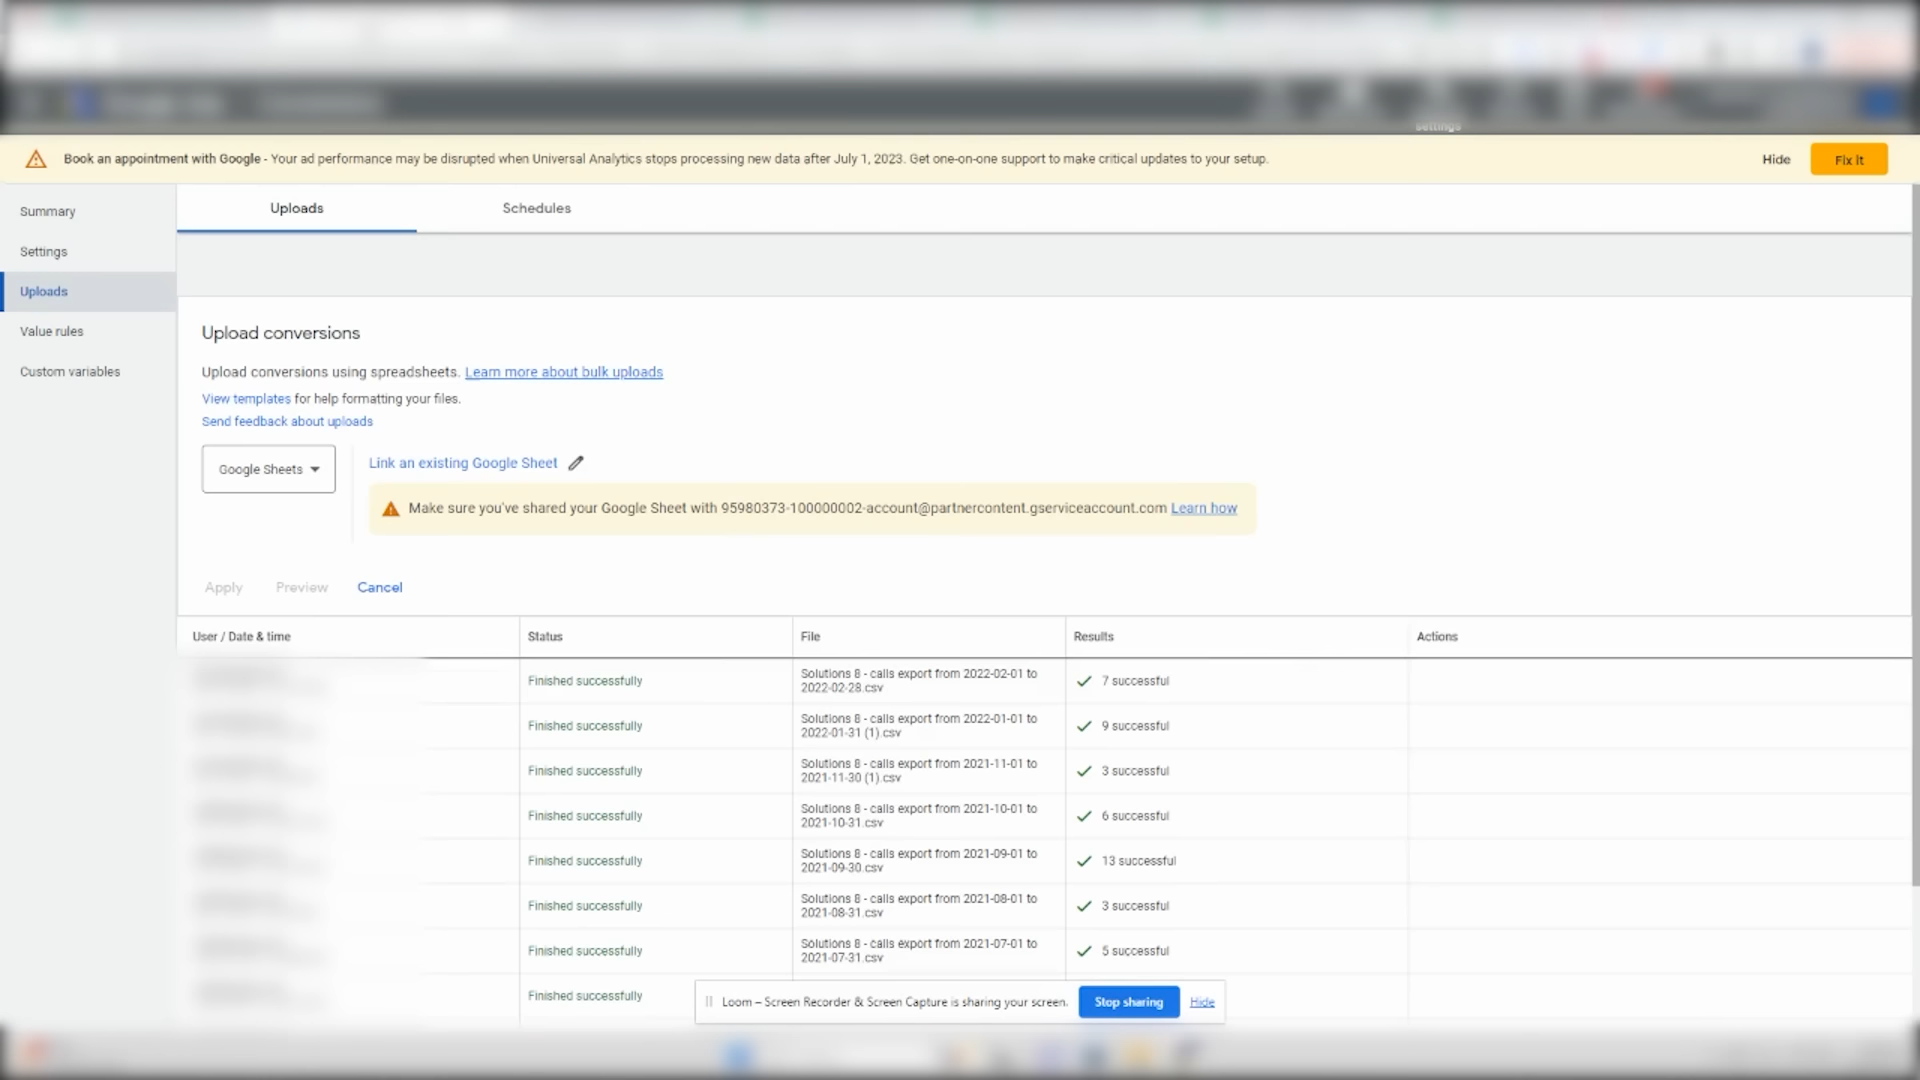 settings
Book an appointment with Google - Your ad performance may be disrupted when Universal Analytics stops processing new data after July 1, 2023. Get one-on-one support to make critical updates to your setup.
Hide
Fix it
Summary
Settings
Uploads
Value rules
Custom variables
Uploads
Schedules
Upload conversions
Upload conversions using spreadsheets. Learn more about bulk uploads
View templates for help formatting your files.
Send feedback about uploads
Google Sheets
Link an existing Google Sheet
Make sure you've shared your Google Sheet with 95980373-100000002-account@partnercontent.gserviceaccount.com Learn how
Apply
Preview
Cancel
User / Date & time
Status
File
Results
Actions
Finished successfully
Solutions 8 - calls export from 2022-02-01 to
2022-02-28.csv
7 successful
Finished successfully
Solutions 8 - calls export from 2022-01-01 to
2022-01-31 (1).csv
9 successful
Finished successfully
Solutions 8 - calls export from 2021-11-01 to
2021-11-30 (1).csv
3 successful
Finished successfully
Solutions 8 - calls export from 2021-10-01 to
2021-10-31.csv
6 successful
Finished successfully
Solutions 8 - calls export from 2021-09-01 to
2021-09-30.csv
13 successful
Finished successfully
Solutions 8 - calls export from 2021-08-01 to
2021-08-31.csv
3 successful
Finished successfully
Solutions 8 - calls export from 2021-07-01 to
2021-07-31.csv
5 successful
Finished successfully
Loom – Screen Recorder & Screen Capture is sharing your screen.
Stop sharing
Hide